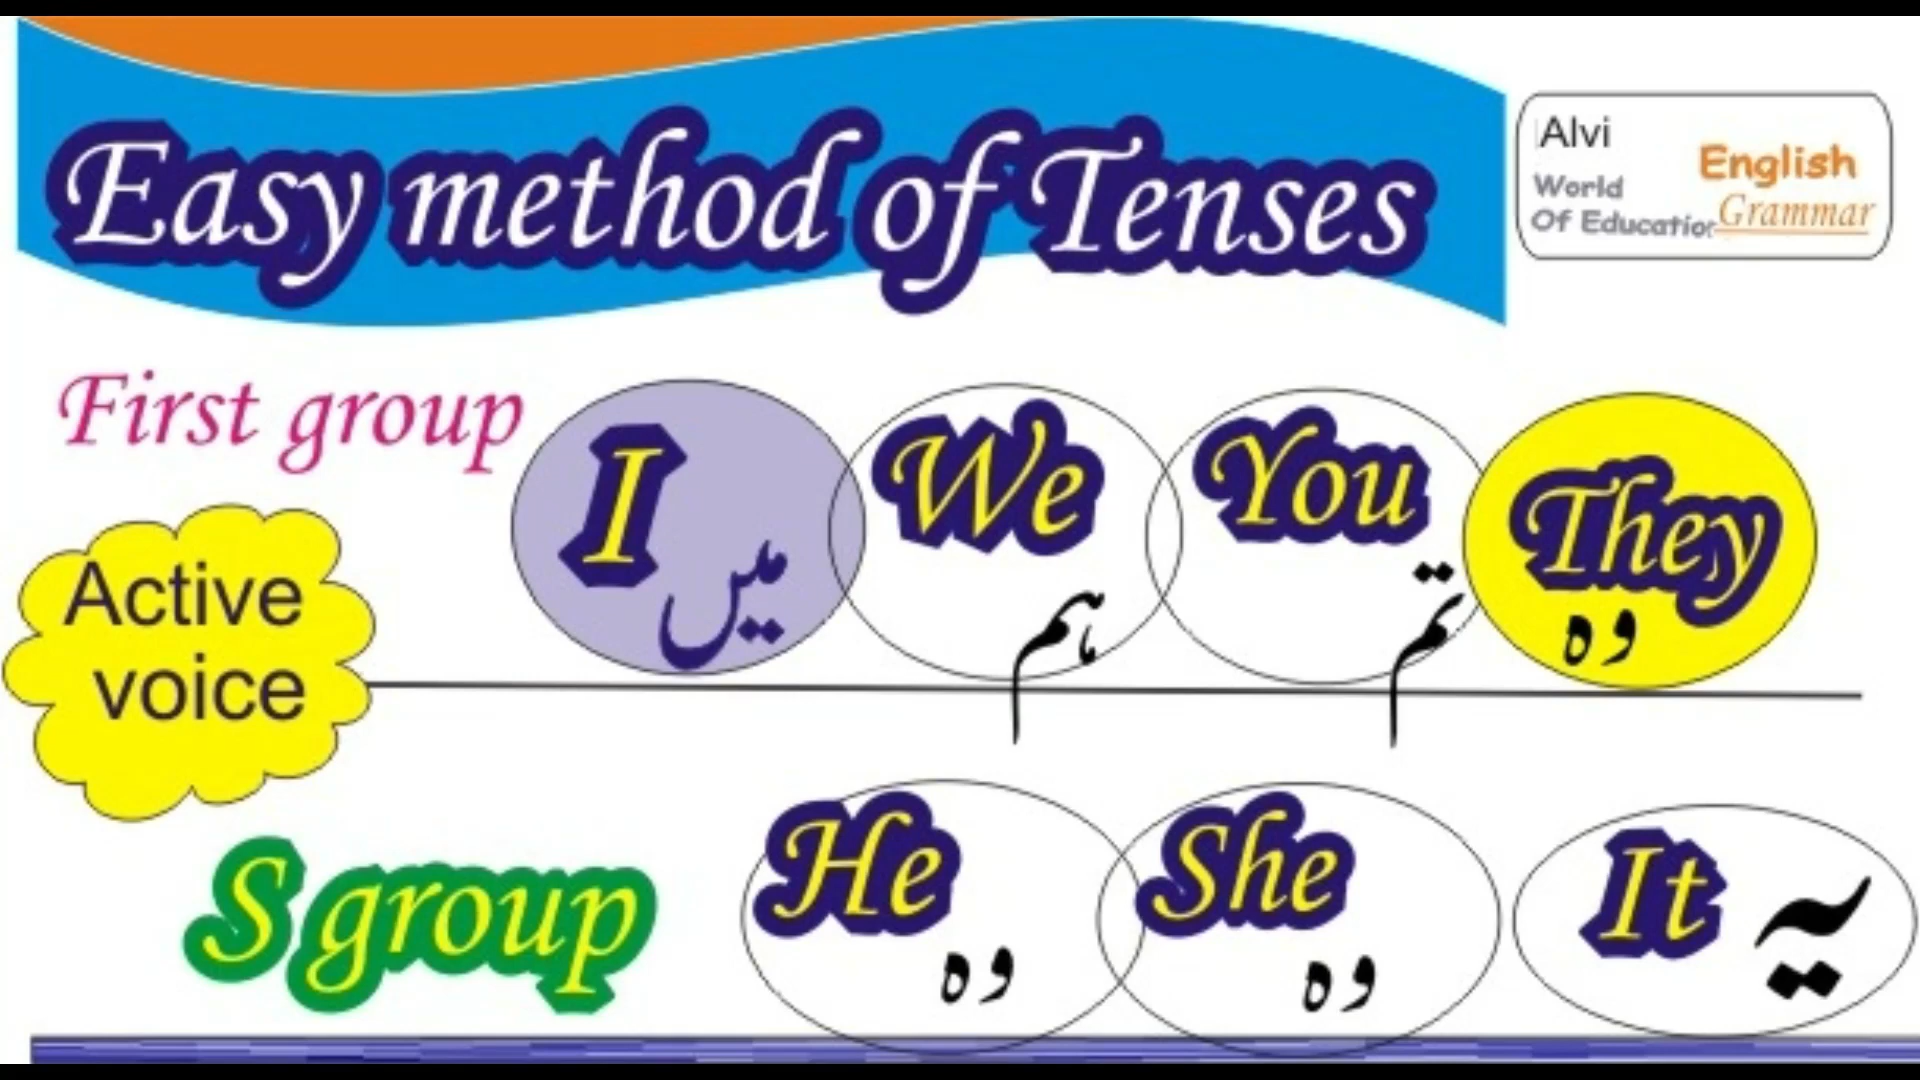 Easy method of Tenses
Alvi
World
Of Education
English
Grammar
First group
I
میں
We
ہم
You
تم
They
وہ
Active
voice
S group
He
وہ
She
وہ
It
یہ